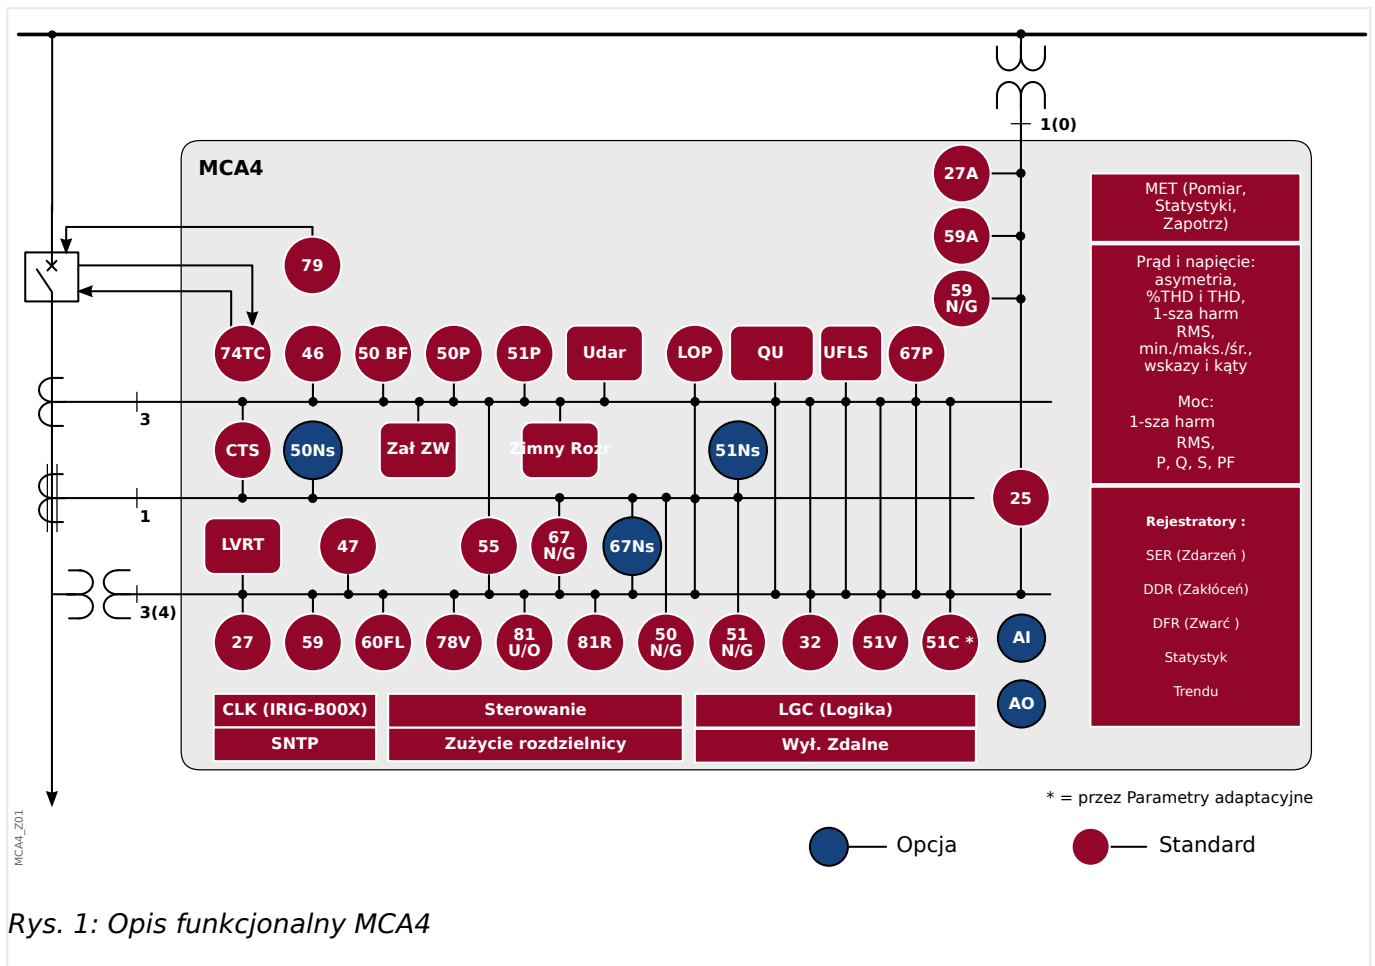 1(0)
MCA4
27A
59A
59
N/G
79
74TC
46
50 BF
50P
51P
Udar
LOP
QU
UFLS
67P
3
CTS
50Ns
Zał ZW
Zimny Rozr
51Ns
25
1
LVRT
47
55
67
N/G
67Ns
3(4)
27
59
60FL
78V
81
U/O
81R
50
N/G
51
N/G
32
51V
51C *
AI
AO
CLK (IRIG-B00X)
SNTP
Sterowanie
Zużycie rozdzielnicy
LGC (Logika)
Wył. Zdalne
MET (Pomiar,
Statystyki,
Zapotrz)
Prąd i napięcie:
asymetria,
%THD i THD,
1-sza harm
RMS,
min./maks./śr.,
wskazy i kąty
Moc:
1-sza harm
RMS,
P, Q, S, PF
Rejestratory :
SER (Zdarzeń )
DDR (Zakłóceń)
DFR (Zwarć )
Statystyk
Trendu
* = przez Parametry adaptacyjne
Opcja
Standard
MCA4_Z01
Rys. 1: Opis funkcjonalny MCA4